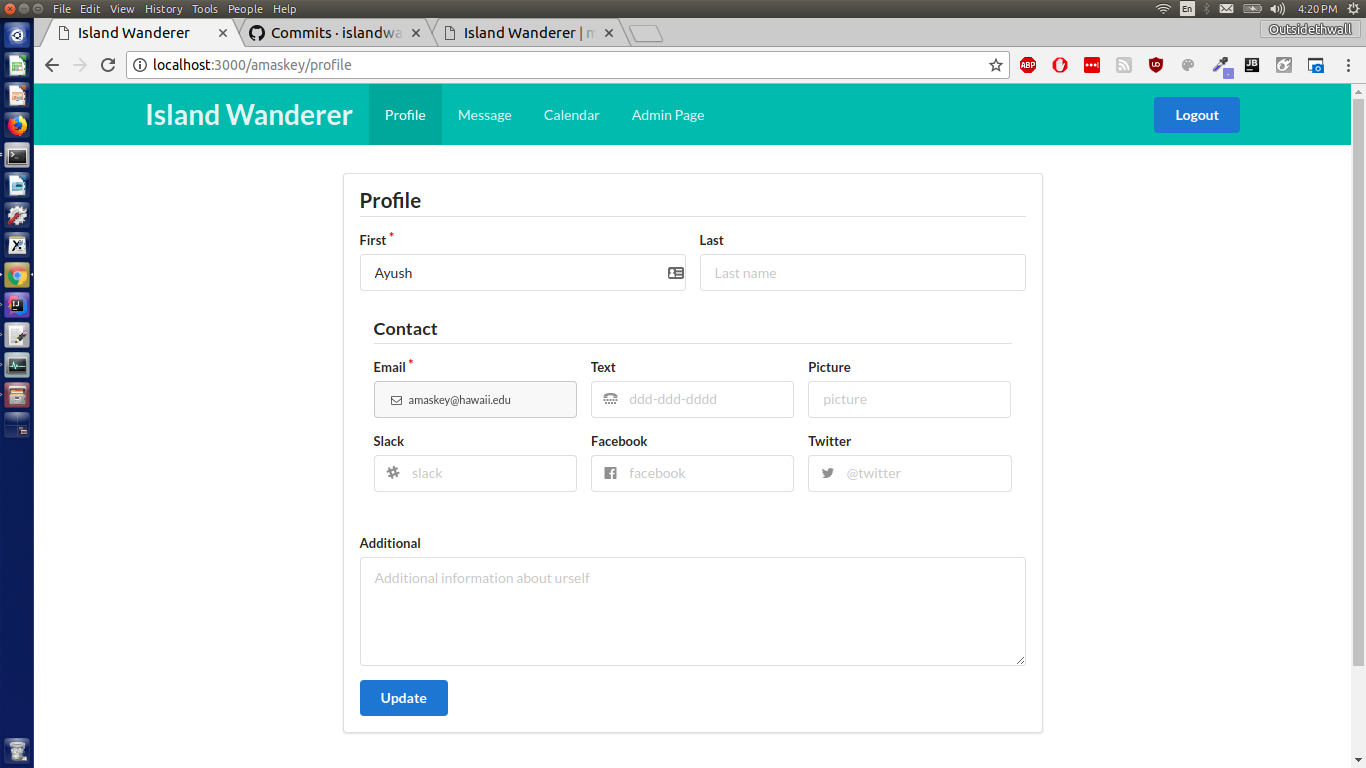 File Edit View History Tools People Help
En
4:20 PM
Island Wanderer
Commits · islandwa
Island Wanderer | m
Outsidethwall
localhost:3000/amaskey/profile
ABP
UD
JB
Island Wanderer
Profile
Message
Calendar
Admin Page
Logout
Profile
First *
Last
Ayush
Last name
Contact
Email *
Text
Picture
amaskey@hawaii.edu
ddd-ddd-dddd
picture
Slack
Facebook
Twitter
slack
facebook
@twitter
Additional
Additional information about urself
Update